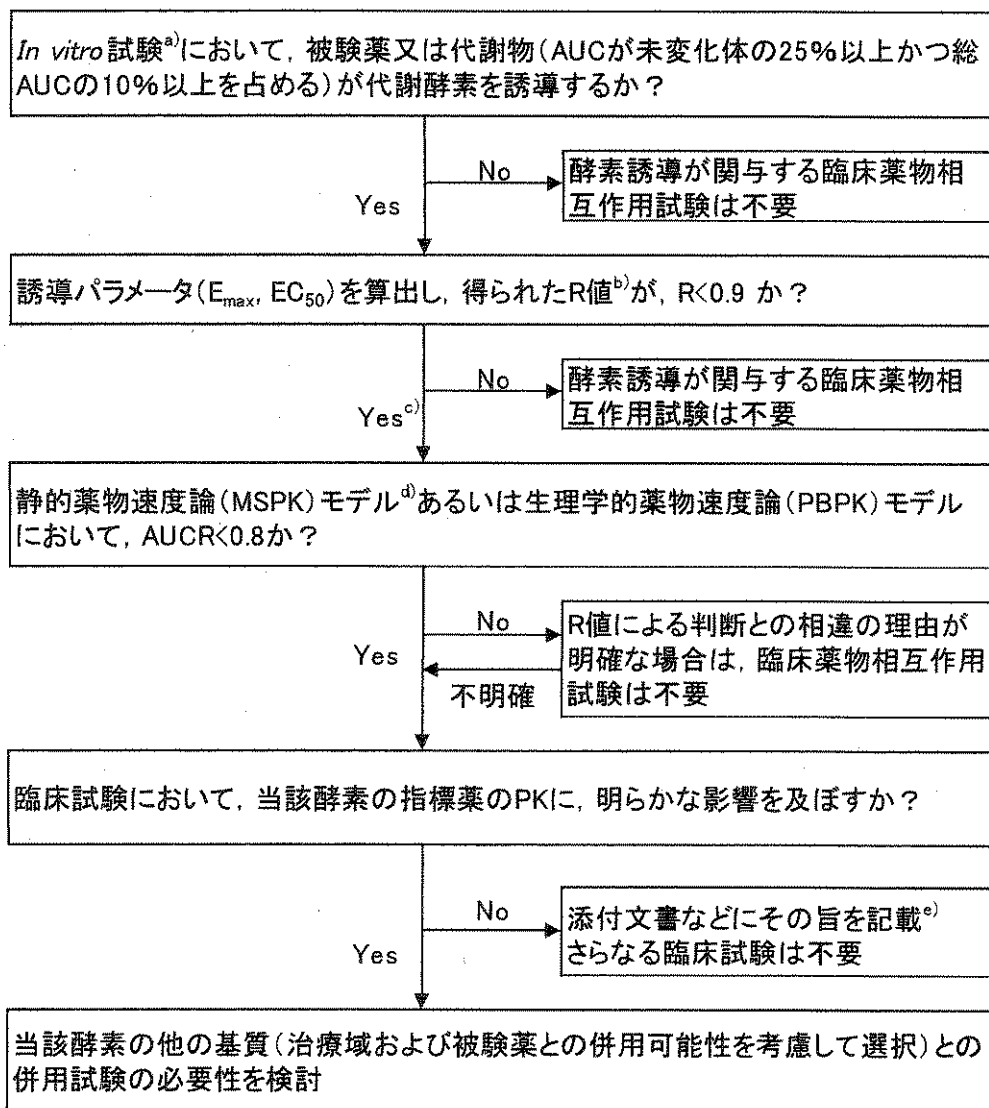 In vitro試験a)において，被験薬又は代謝物（AUCが未変化体の25％以上かつ総
AUCの10％以上を占める）が代謝酵素を誘導するか？
No
Yes
酵素誘導が関与する臨床薬物相
互作用試験は不要
誘導パラメータ（Emax, EC50）を算出し，得られたR値b)が，R<0.9 か？
No
Yesc)
酵素誘導が関与する臨床薬物相
互作用試験は不要
静的薬物速度論（MSPK）モデルd)あるいは生理学的薬物速度論（PBPK）モデル
において，AUCR<0.8か？
No
Yes
不明確
R値による判断との相違の理由が
明確な場合は，臨床薬物相互作用
試験は不要
臨床試験において，当該酵素の指標薬のPKに，明らかな影響を及ぼすか？
No
Yes
添付文書などにその旨を記載e)
さらなる臨床試験は不要
当該酵素の他の基質（治療域および被験薬との併用可能性を考慮して選択）との
併用試験の必要性を検討